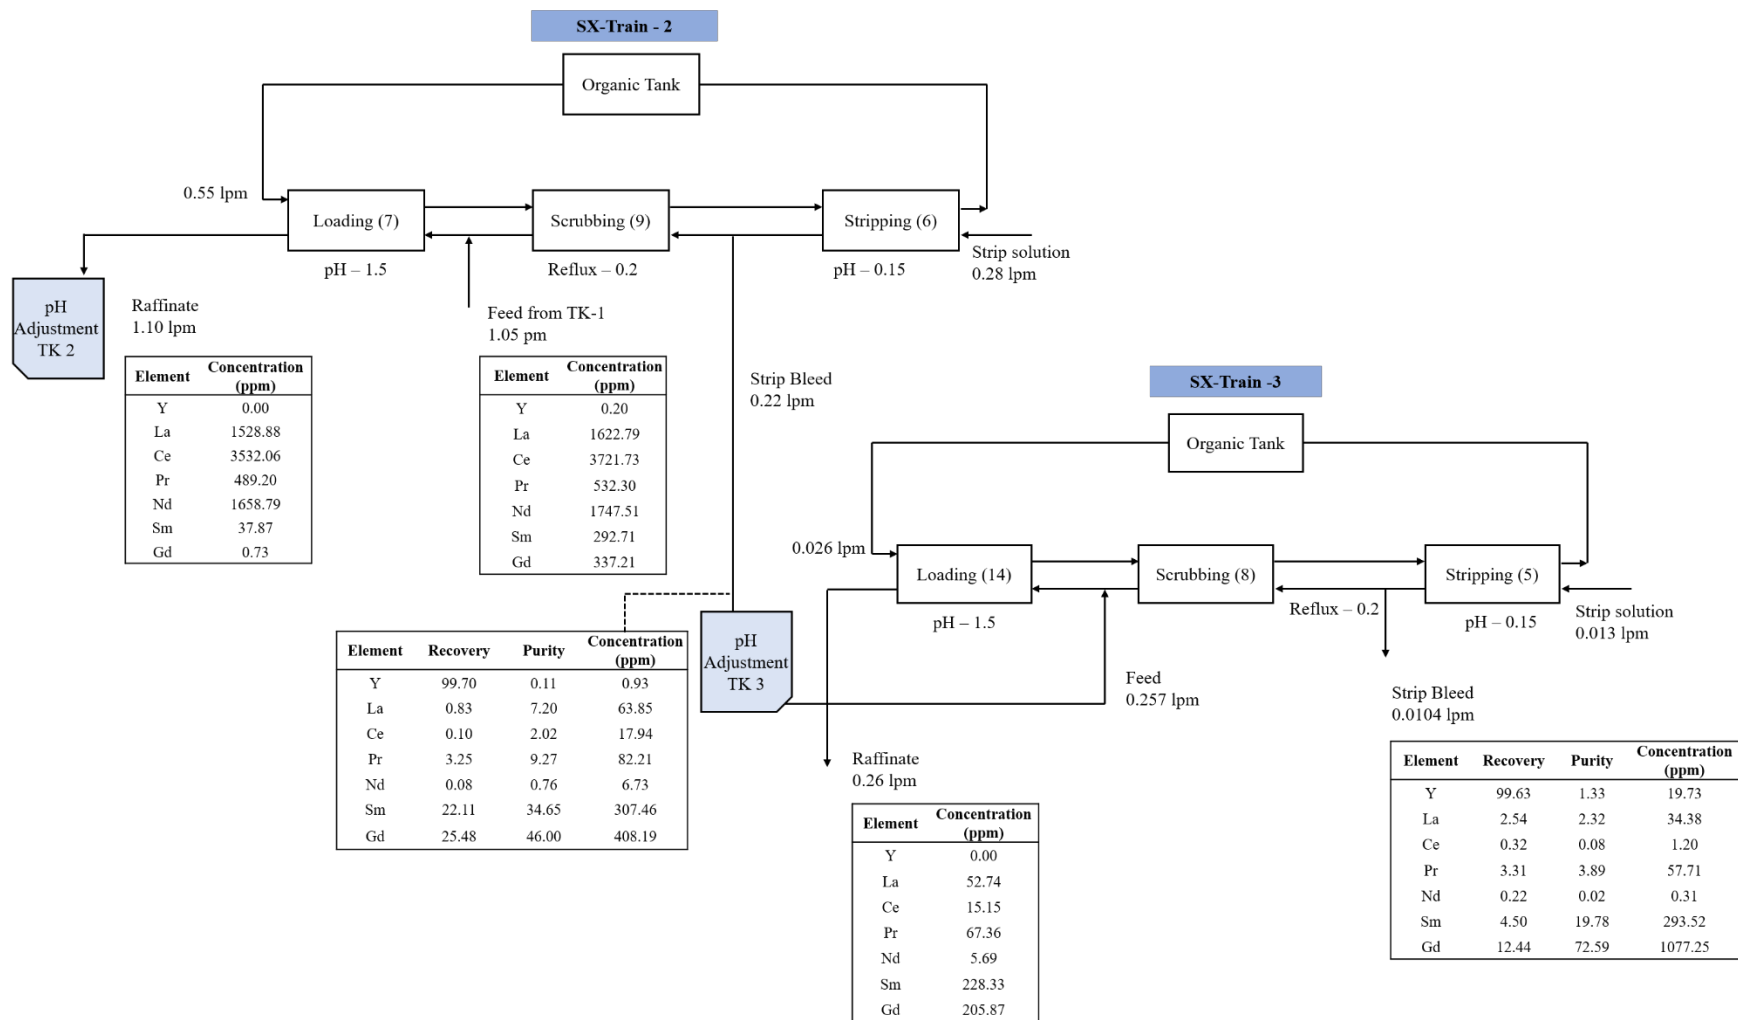 SX-Train - 2
Organic Tank
0.55 lpm
Loading (7)
Scrubbing (9)
Stripping (6)
pH – 1.5
Reflux – 0.2
pH – 0.15
Strip solution
0.28 lpm
pH
Adjustment
TK 2
Raffinate
1.10 lpm
Feed from TK-1
1.05 pm
Element Concentration (ppm)
Y 0.00
La 1528.88
Ce 3532.06
Pr 489.20
Nd 1658.79
Sm 37.87
Gd 0.73
Element Concentration (ppm)
Y 0.20
La 1622.79
Ce 3721.73
Pr 532.30
Nd 1747.51
Sm 292.71
Gd 337.21
Strip Bleed
0.22 lpm
Element Recovery Purity Concentration (ppm)
Y 99.70 0.11 0.93
La 0.83 7.20 63.85
Ce 0.10 2.02 17.94
Pr 3.25 9.27 82.21
Nd 0.08 0.76 6.73
Sm 22.11 34.65 307.46
Gd 25.48 46.00 408.19
pH
Adjustment
TK 3
SX-Train -3
Organic Tank
0.026 lpm
Loading (14)
Scrubbing (8)
Stripping (5)
pH – 1.5
Reflux – 0.2
pH – 0.15
Strip solution
0.013 lpm
Feed
0.257 lpm
Strip Bleed
0.0104 lpm
Raffinate
0.26 lpm
Element Concentration (ppm)
Y 0.00
La 52.74
Ce 15.15
Pr 67.36
Nd 5.69
Sm 228.33
Gd 205.87
Element Recovery Purity Concentration (ppm)
Y 99.63 1.33 19.73
La 2.54 2.32 34.38
Ce 0.32 0.08 1.20
Pr 3.31 3.89 57.71
Nd 0.22 0.02 0.31
Sm 4.50 19.78 293.52
Gd 12.44 72.59 1077.25